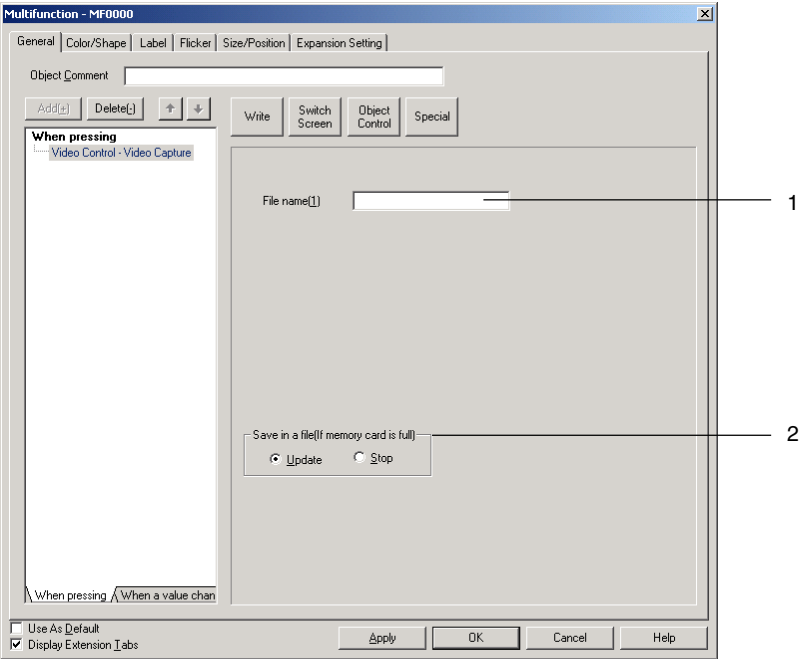 Multifunction - MF0000
General Color/Shape Label Flicker Size/Position Expansion Setting
Object Comment
Add(+) Delete(-)
Write Switch Screen Object Control Special
When pressing
Video Control - Video Capture
File name(1)
1
Save in a file(If memory card is full)
2
Update Stop
When pressing When a value chan
Use As Default
Display Extension Tabs
Apply OK Cancel Help